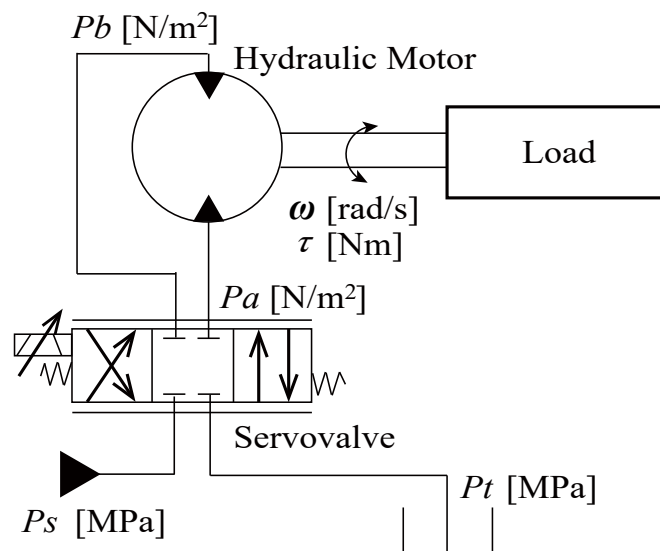 Pb [N/m²]
Hydraulic Motor
Load
ω [rad/s]
τ [Nm]
Pa [N/m²]
Servovalve
Ps [MPa]
Pt [MPa]